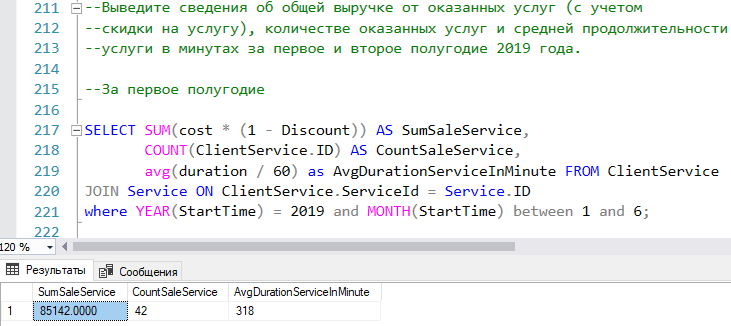 211 --Выведите сведения об общей выручке от оказанных услуг (с учетом
212 --скидки на услугу), количестве оказанных услуг и средней продолжительности
213 --услуги в минутах за первое и второе полугодие 2019 года.
214
215 --За первое полугодие
216
217 SELECT SUM(cost * (1 - Discount)) AS SumSaleService,
218 COUNT(ClientService.ID) AS CountSaleService,
219 avg(duration / 60) as AvgDurationServiceInMinute FROM ClientService
220 JOIN Service ON ClientService.ServiceId = Service.ID
221 where YEAR(StartTime) = 2019 and MONTH(StartTime) between 1 and 6;
222
120 %
Результаты Сообщения
SumSaleService CountSaleService AvgDurationServiceInMinute
1 85142.0000 42 318